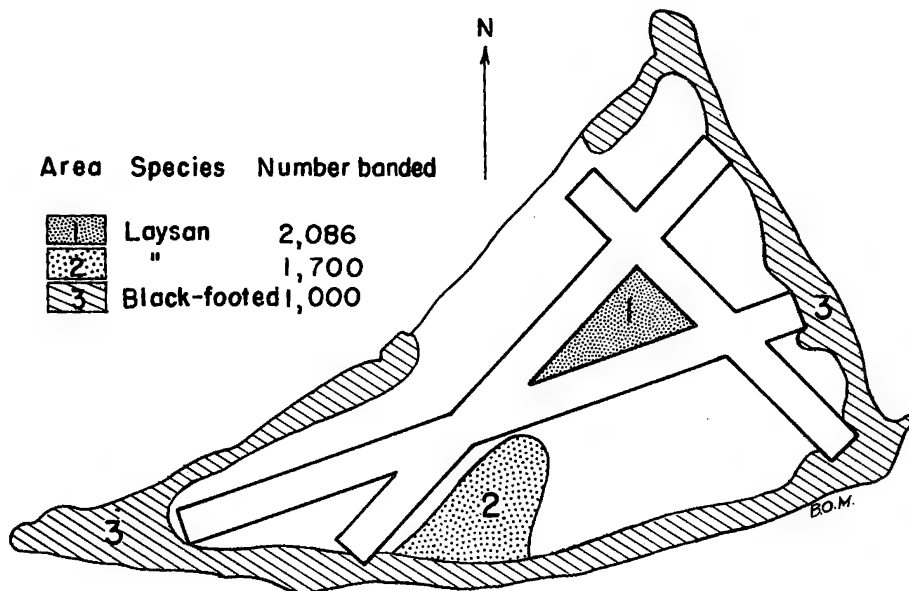 N
Area Species Number banded
1 Laysan 2,086
2 " 1,700
3 Black-footed 1,000
1
3
2
3
B.O.M.